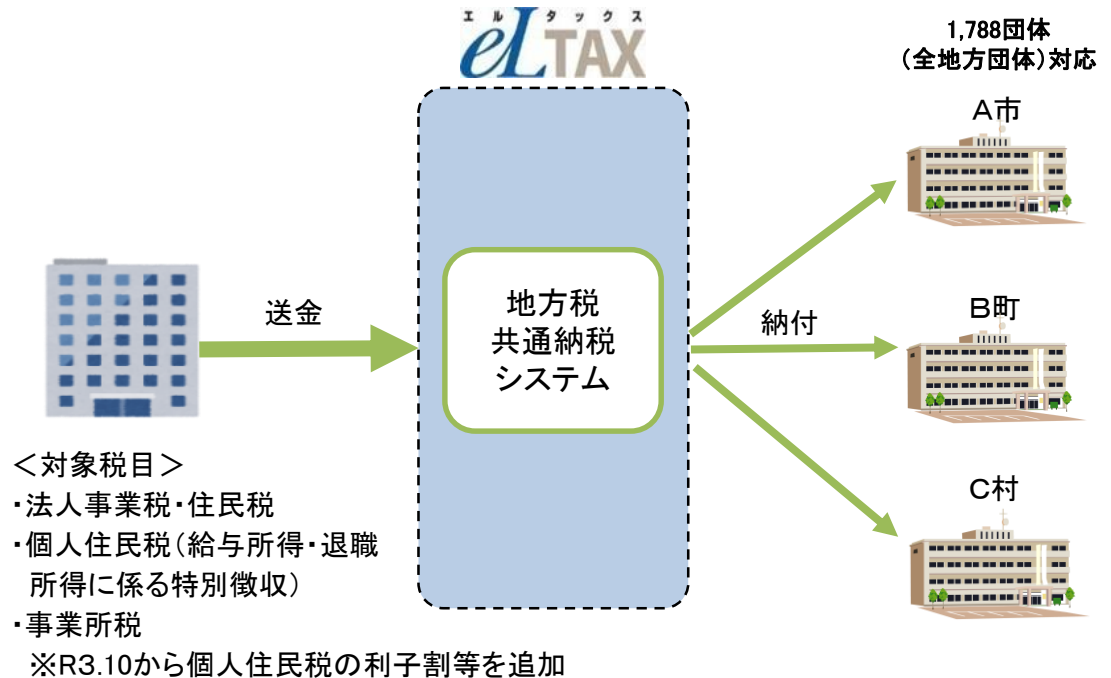 エルタックス
eLTAX
1,788団体
（全地方団体）対応
A市
送金
地方税
共通納税
システム
納付
B町
＜対象税目＞
・法人事業税・住民税
・個人住民税（給与所得・退職
所得に係る特別徴収）
・事業所税
※R3.10から個人住民税の利子割等を追加
C村